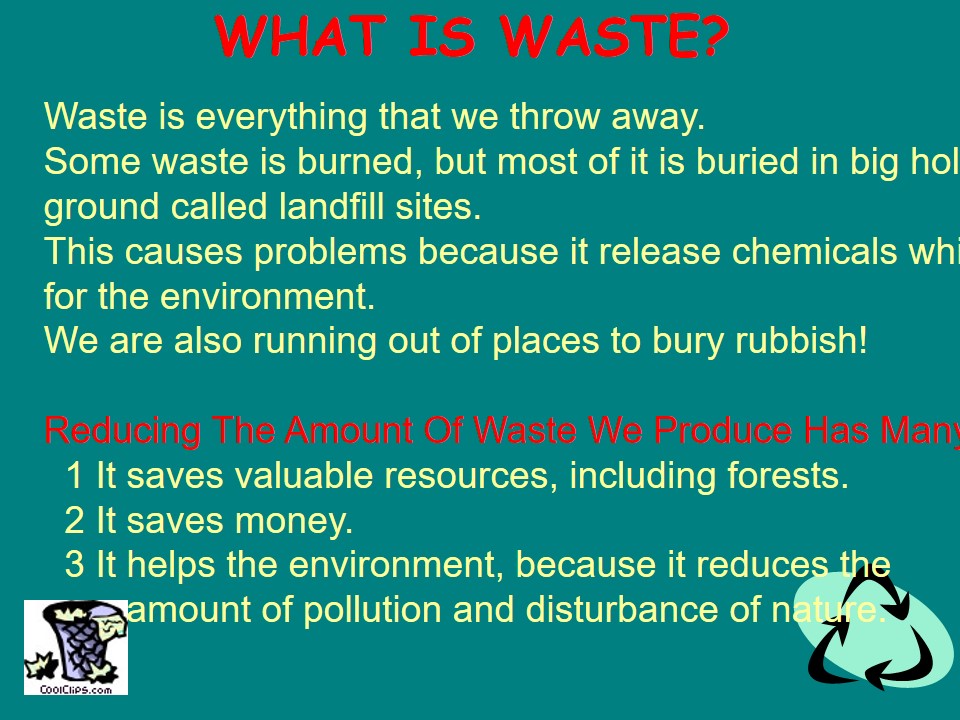 WHAT IS WASTE?
Waste is everything that we throw away.
Some waste is burned, but most of it is buried in big hol
ground called landfill sites.
This causes problems because it release chemicals whi
for the environment.
We are also running out of places to bury rubbish!
Reducing The Amount Of Waste We Produce Has Many
1 It saves valuable resources, including forests.
2 It saves money.
3 It helps the environment, because it reduces the
amount of pollution and disturbance of nature.
CoolClips.com